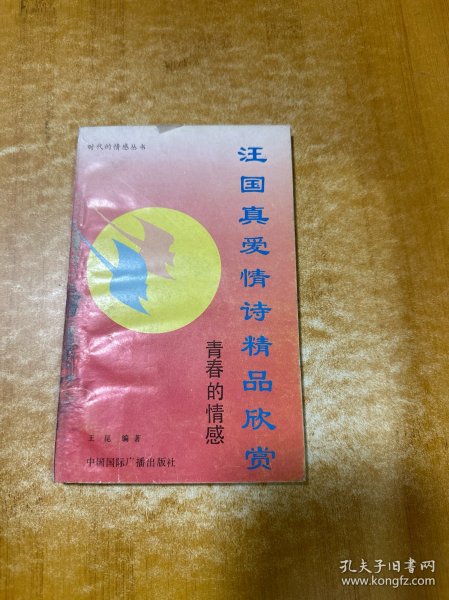 时代的情感丛书
汪国真爱情诗精品欣赏
青春的情感
王昆 编著
中国国际广播出版社
孔夫子旧书网
www.kongfz.com